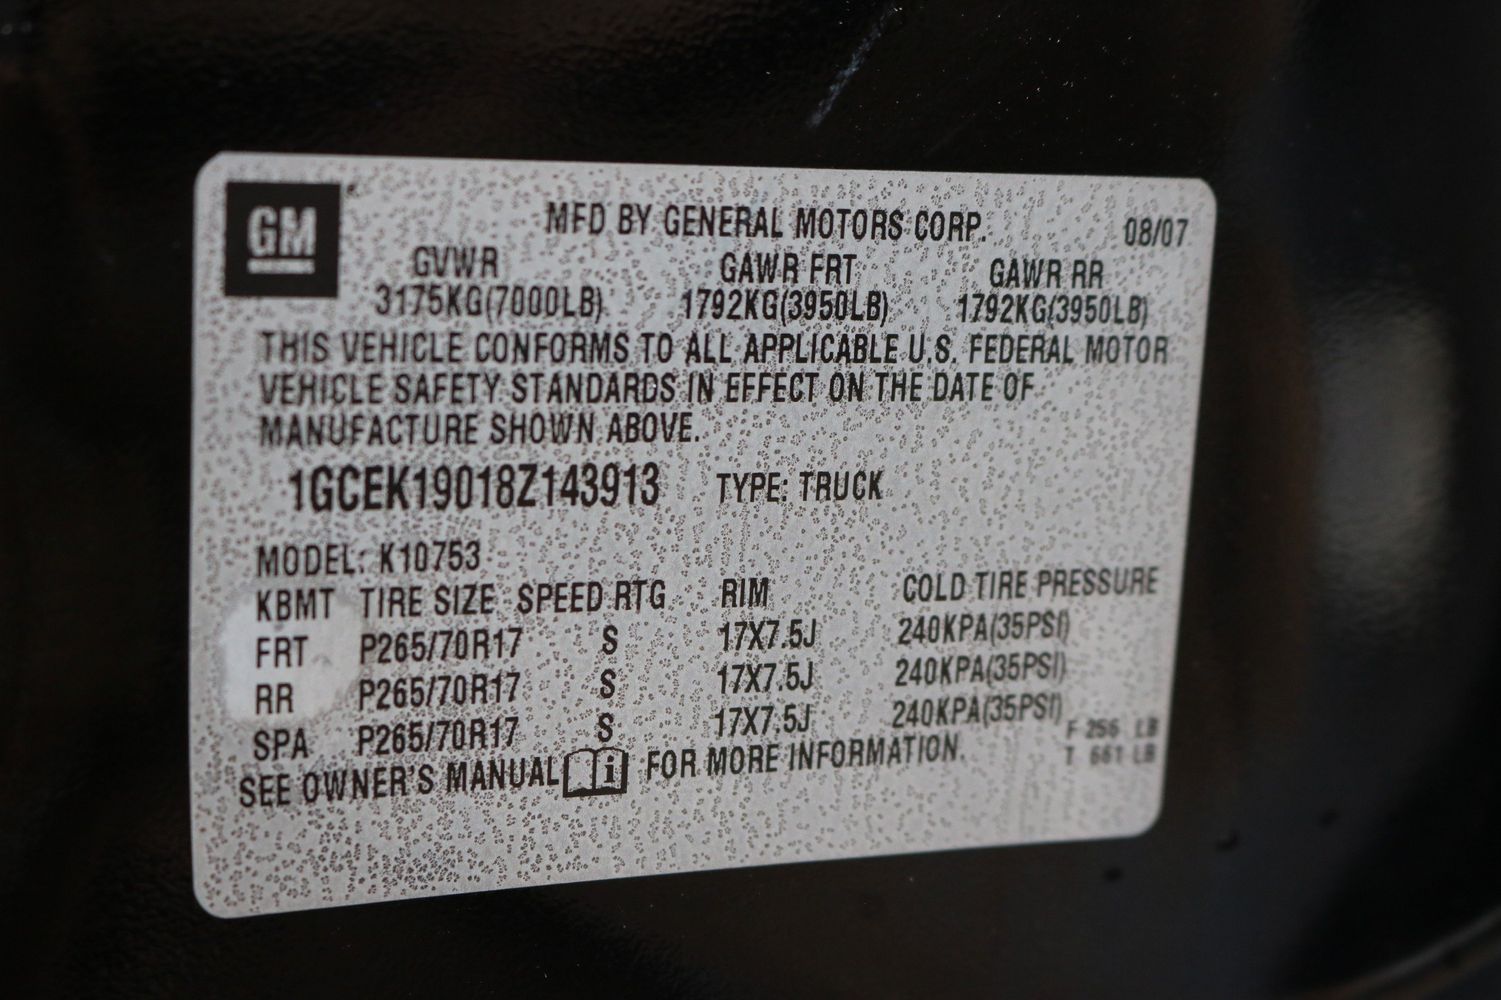 GM
MFD BY GENERAL MOTORS CORP. 08/07
GVWR GAWR FRT GAWR RR
3175KG(7000LB) 1792KG(3950LB) 1792KG(3950LB)
THIS VEHICLE CONFORMS TO ALL APPLICABLE U.S. FEDERAL MOTOR
VEHICLE SAFETY STANDARDS IN EFFECT ON THE DATE OF
MANUFACTURE SHOWN ABOVE.
1GCEK19018Z143913 TYPE: TRUCK
MODEL: K10753
KBMT TIRE SIZE SPEED RTG RIM COLD TIRE PRESSURE
FRT P265/70R17 S 17X7.5J 240KPA(35PSI)
RR P265/70R17 S 17X7.5J 240KPA(35PSI)
SPA P265/70R17 S 17X7.5J 240KPA(35PSI)
F 256 LB
T 661 LB
SEE OWNER'S MANUAL i FOR MORE INFORMATION.